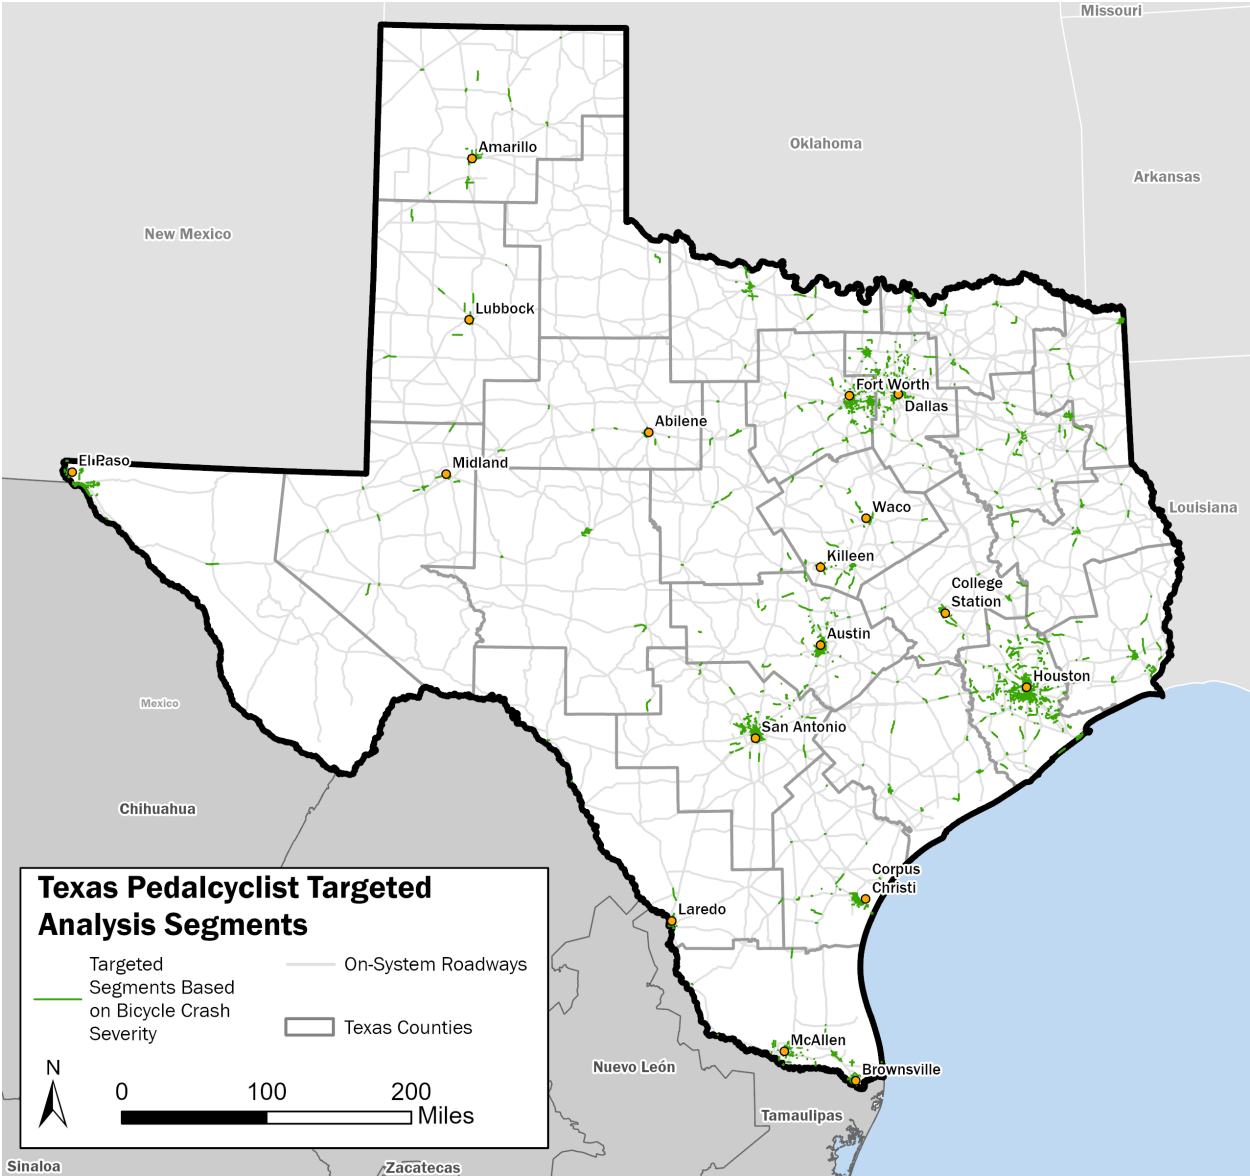 Missouri
Oklahoma
Arkansas
New Mexico
Amarillo
Lubbock
Fort Worth
Dallas
Abilene
El Paso
Midland
Louisiana
Waco
Killeen
College
Station
Austin
Houston
Mexico
San Antonio
Chihuahua
Corpus
Christi
Laredo
McAllen
Brownsville
Nuevo León
Tamaulipas
Sinaloa
Zacatecas
Texas Pedalcyclist Targeted
Analysis Segments
Targeted
Segments Based
on Bicycle Crash
Severity
On-System Roadways
Texas Counties
N
0 100 200
Miles